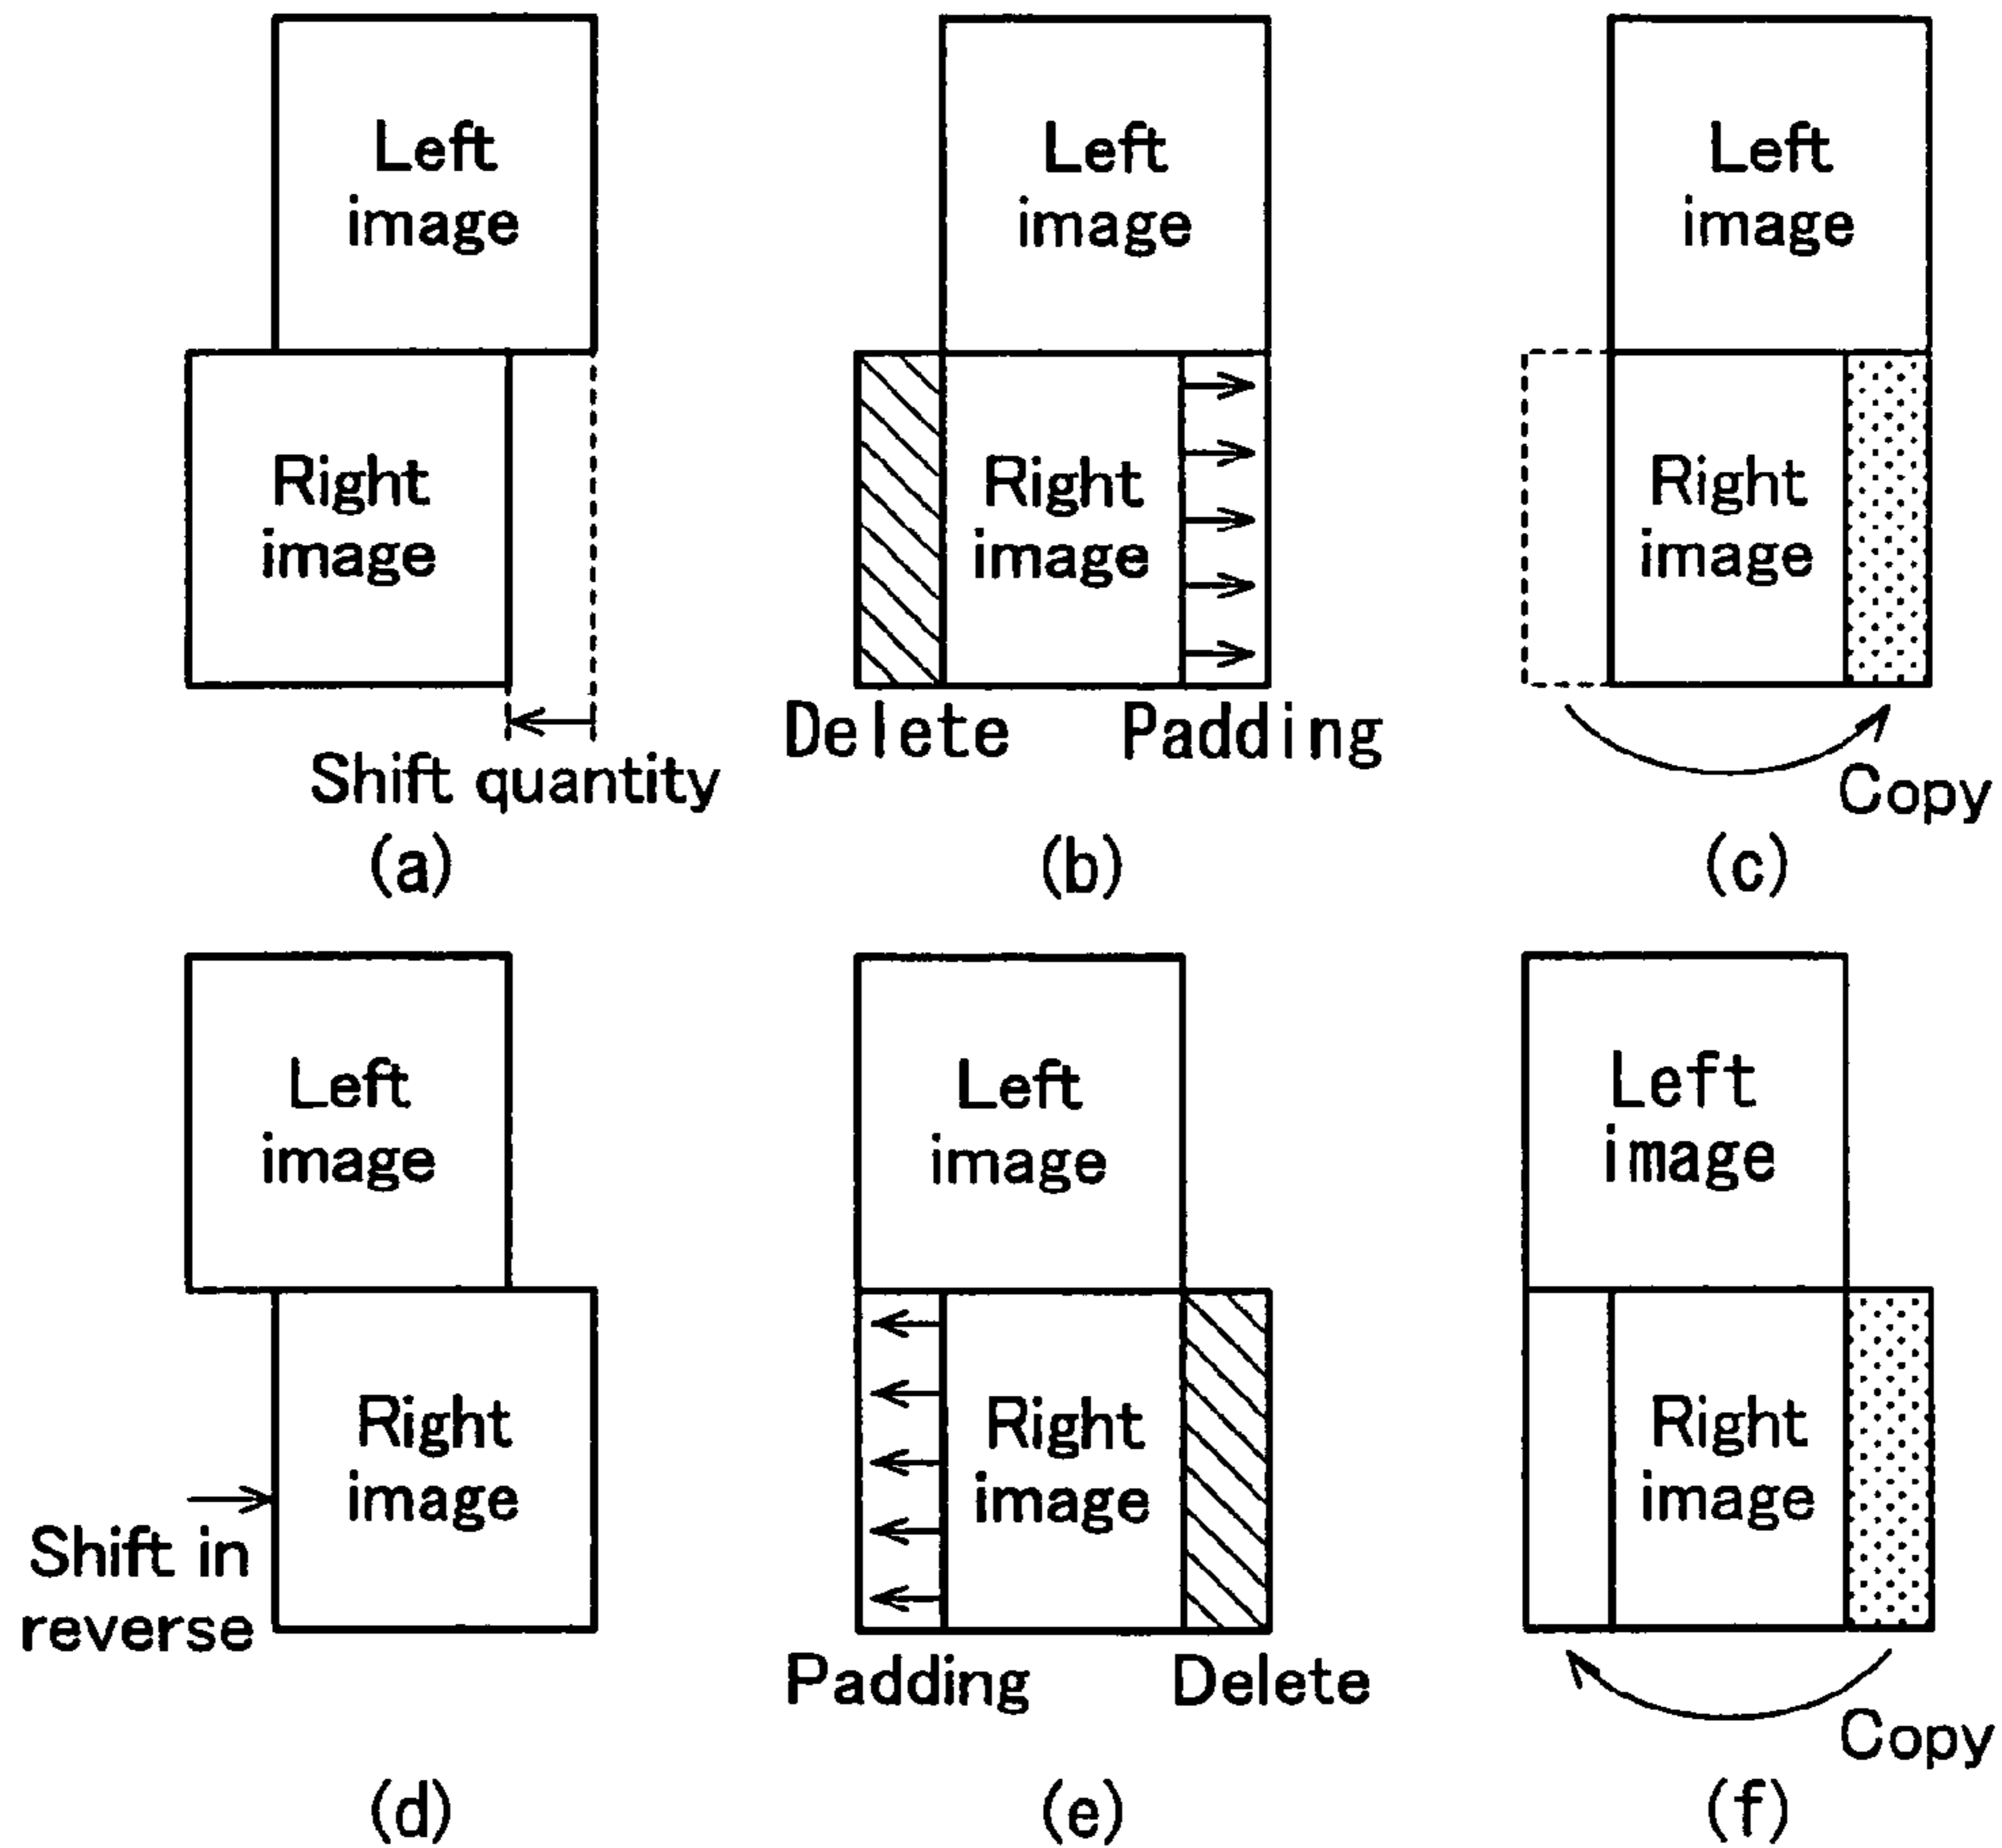 Left
image
Right
image
Shift quantity
(a)
Left
image
Right
image
Delete
Padding
(b)
Left
image
Right
image
Copy
(c)
Left
image
Right
image
Shift in
reverse
(d)
Left
image
Right
image
Padding
Delete
(e)
Left
image
Right
image
Copy
(f)